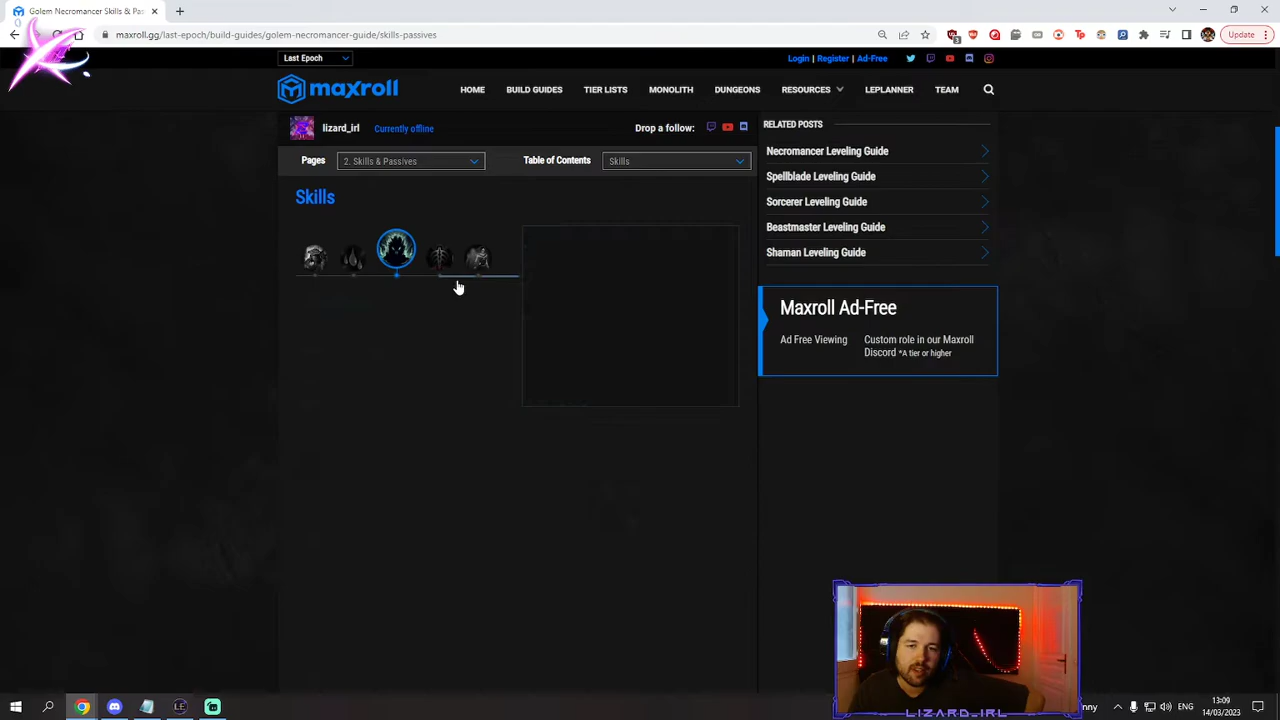 Golem Necromancer Skills & Pas
maxroll.gg/last-epoch/build-guides/golem-necromancer-guide/skills-passives
3
Update
Last Epoch
Login | Register | Ad-Free
maxroll
HOME
BUILD GUIDES
TIER LISTS
MONOLITH
DUNGEONS
RESOURCES
LEPLANNER
TEAM
lizard_irl
Currently offline
Drop a follow:
RELATED POSTS
Pages
2. Skills & Passives
Table of Contents
Skills
Necromancer Leveling Guide
Spellblade Leveling Guide
Sorcerer Leveling Guide
Beastmaster Leveling Guide
Shaman Leveling Guide
Skills
Maxroll Ad-Free
Ad Free Viewing
Custom role in our Maxroll
Discord *A tier or higher
LIZARD_IRL
nny
ENG
13:09
14/03/2023